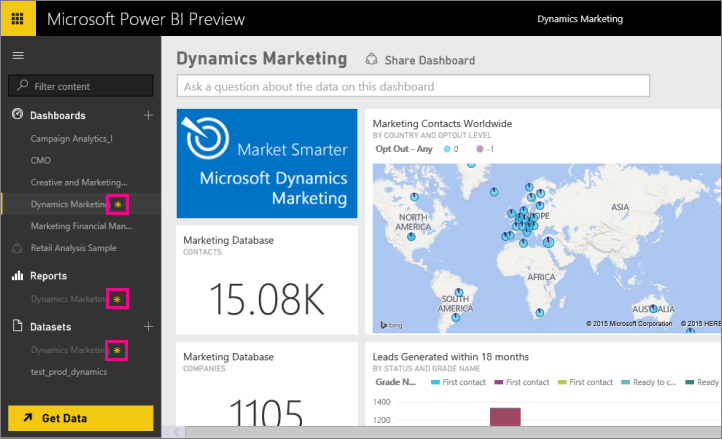 Microsoft Power BI Preview
Dynamics Marketing
Filter content
Dashboards
Campaign Analytics_I
CMO
Creative and Marketing...
Dynamics Marketing
Marketing Financial Man...
Retail Analysis Sample
Reports
Dynamics Marketing
Datasets
Dynamics Marketing
test_prod_dynamics
Get Data
Dynamics Marketing
Share Dashboard
Ask a question about the data on this dashboard
Market Smarter
Microsoft Dynamics
Marketing
Marketing Database
CONTACTS
15.08K
Marketing Database
COMPANIES
1105
Marketing Contacts Worldwide
BY COUNTRY AND OPTOUT LEVEL
Opt Out - Any 0 -1
NORTH
AMERICA
EUROPE
ASIA
AFRICA
SOUTH
AMERICA
AUSTRALIA
bing
© 2015 Microsoft Corporation © 2015 HERE
Leads Generated within 18 months
BY STATUS AND GRADE NAME
Grade N... First contact First contact First contact Ready to c... Ready
1400
1200